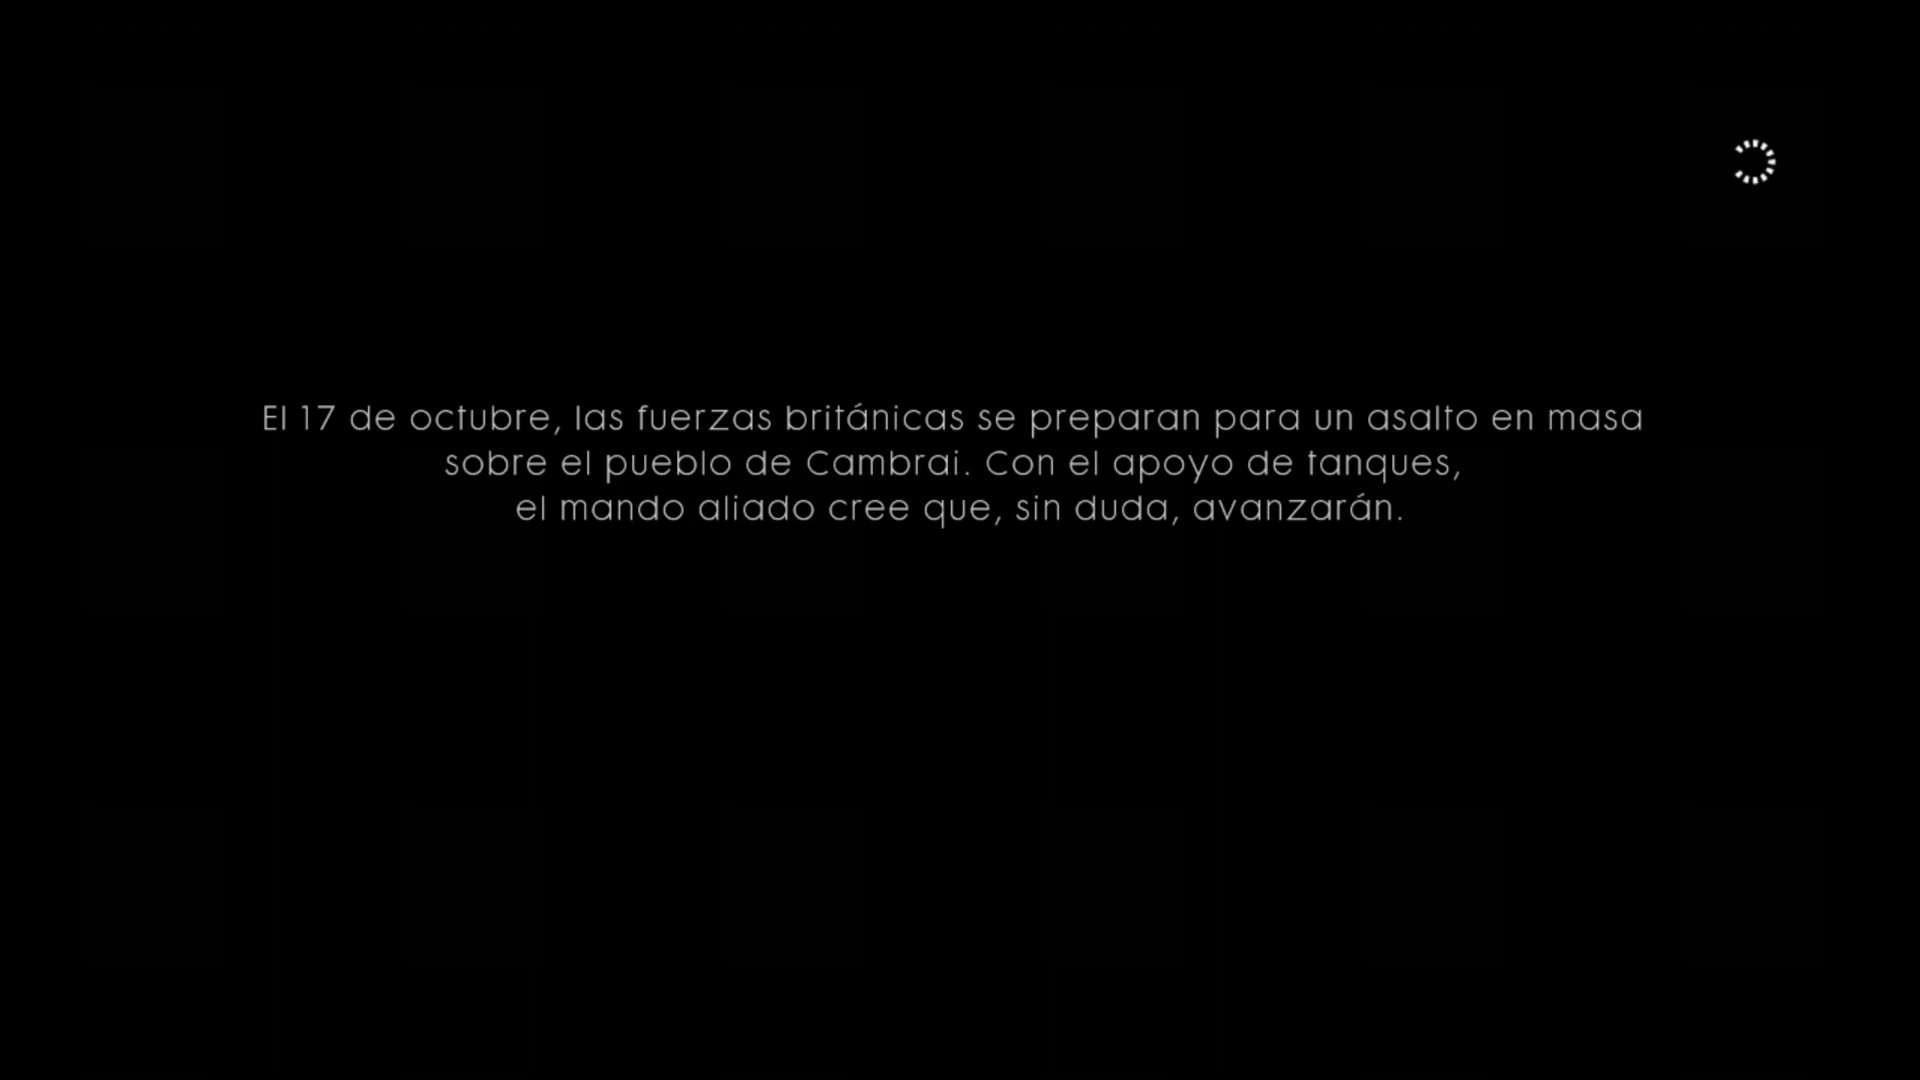 El 17 de octubre, las fuerzas británicas se preparan para un asalto en masa
sobre el pueblo de Cambrai. Con el apoyo de tanques,
el mando aliado cree que, sin duda, avanzarán.